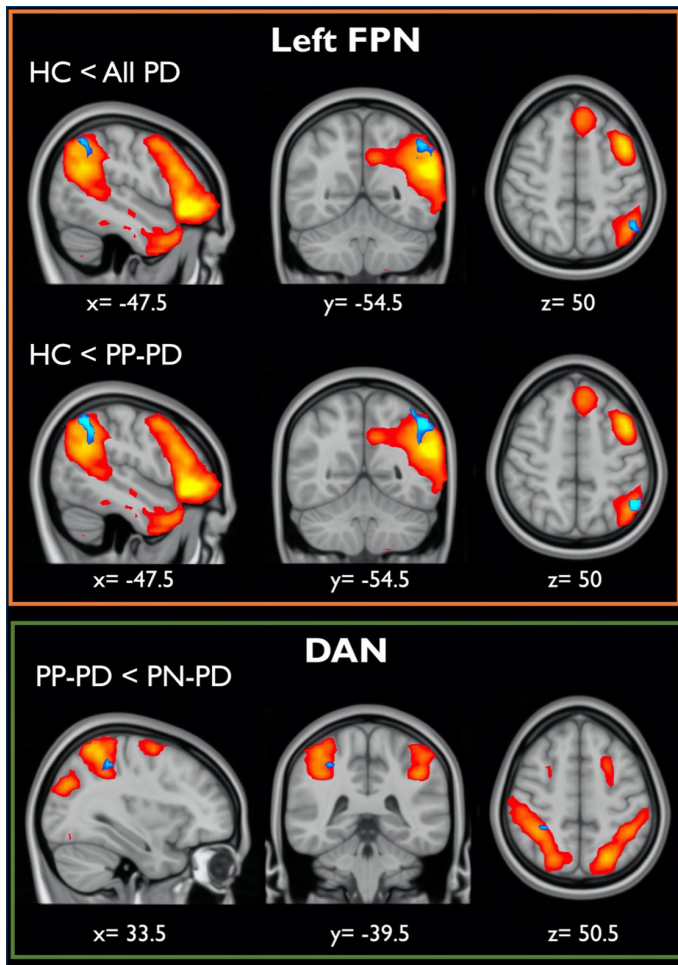 Left FPN
HC < All PD
x= -47.5 y= -54.5 z= 50
HC < PP-PD
x= -47.5 y= -54.5 z= 50
DAN
PP-PD < PN-PD
x= 33.5 y= -39.5 z= 50.5